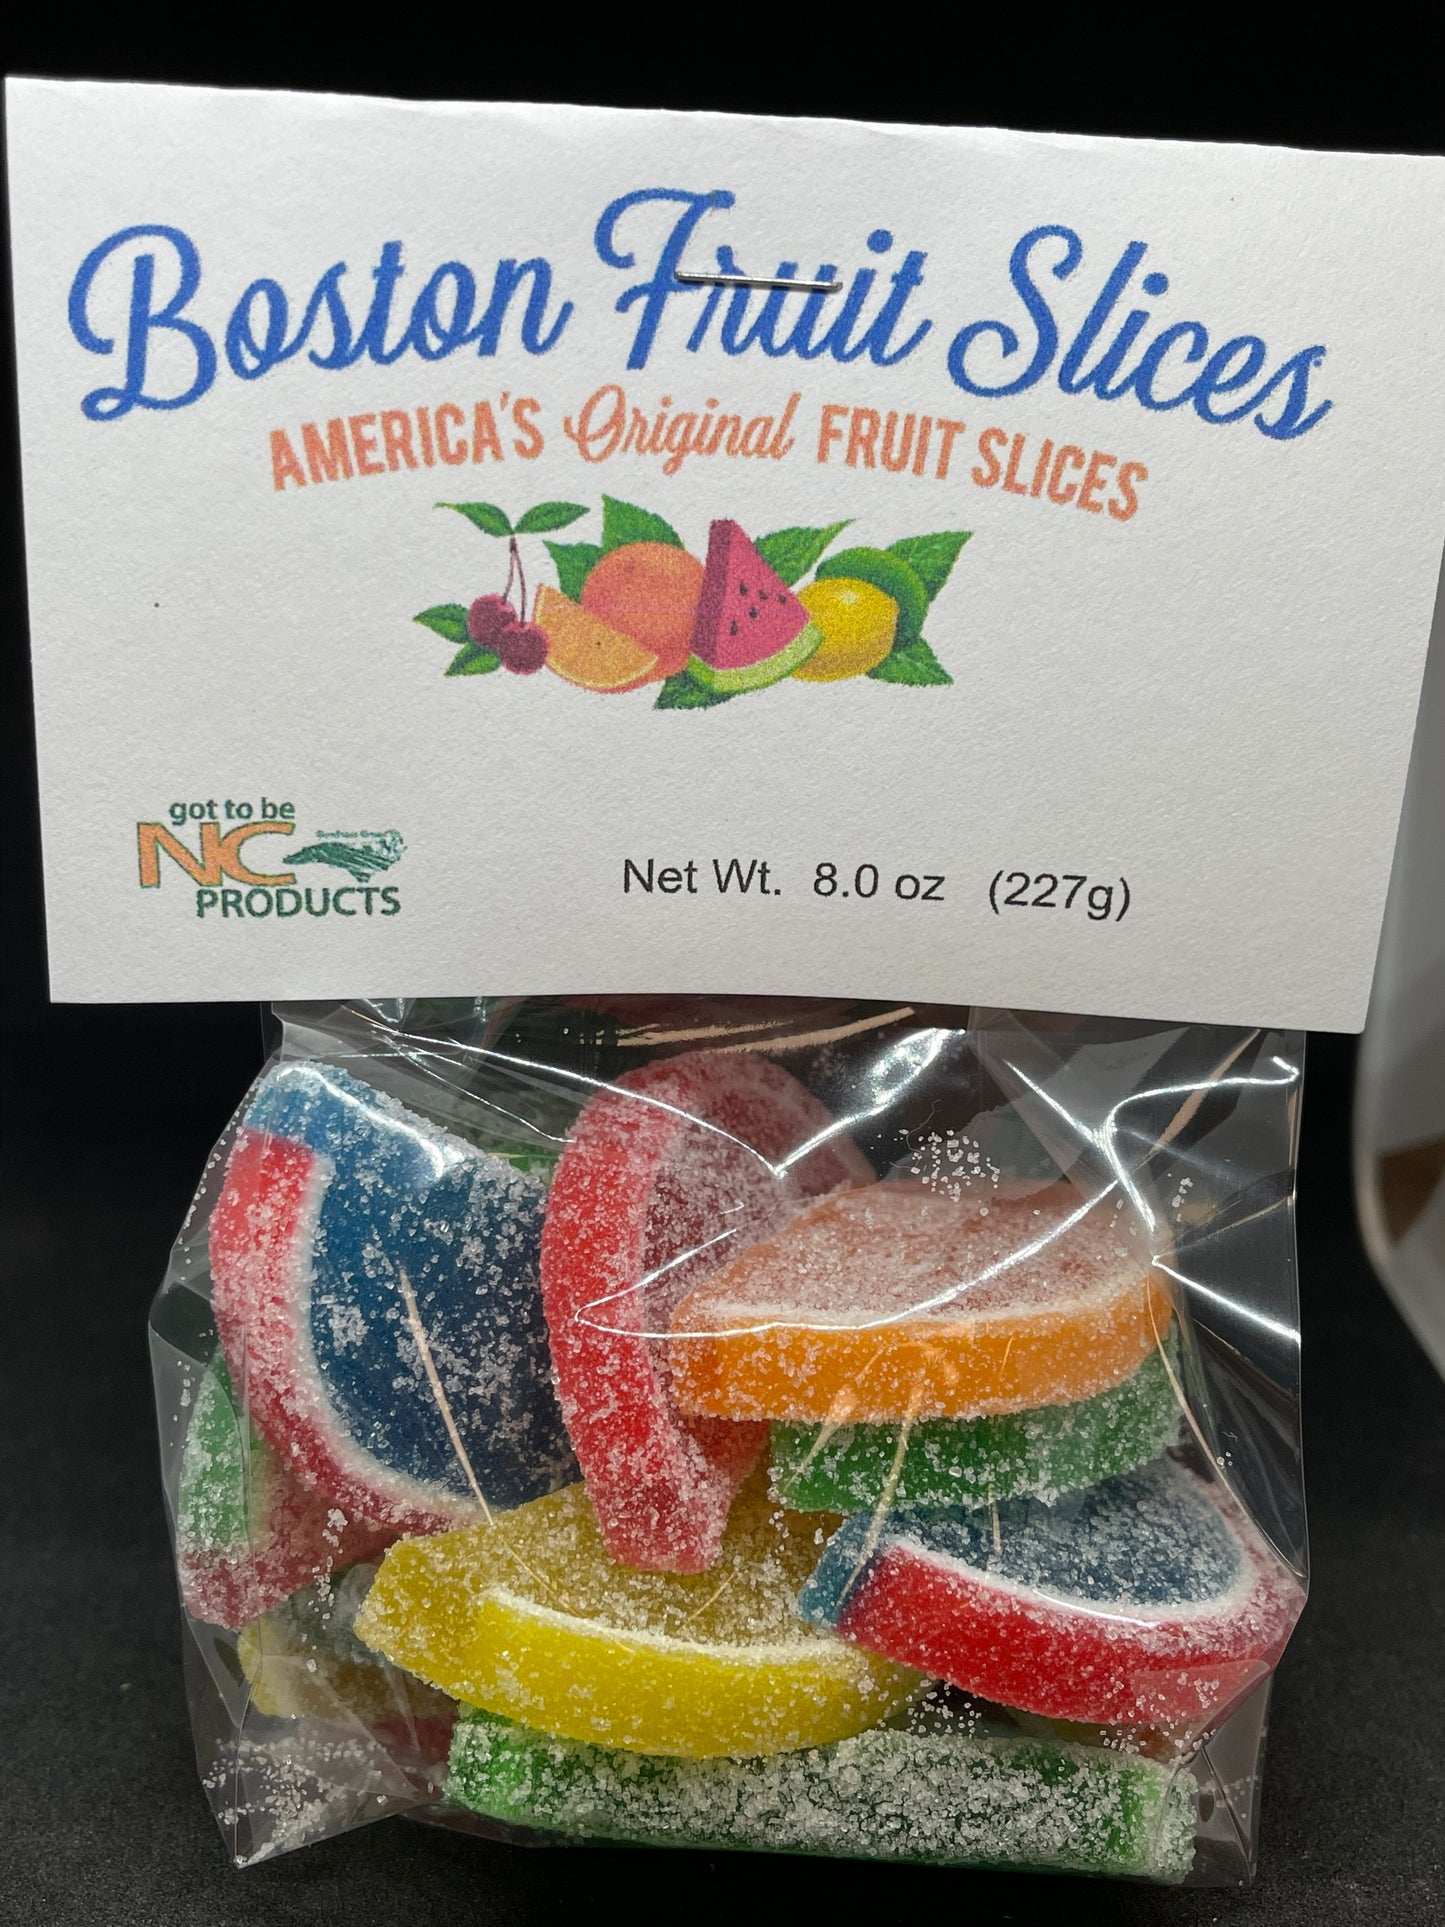 Boston Fruit Slices
AMERICA'S Original FRUIT SLICES
got to be
NC
PRODUCTS
Net Wt. 8.0 oz (227g)